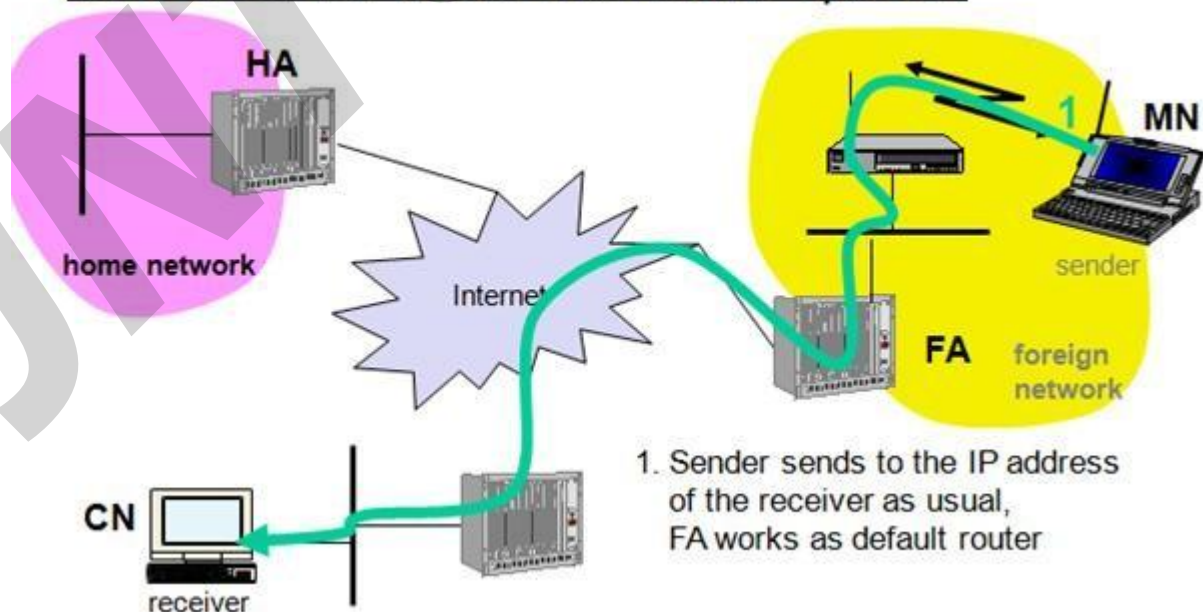 HA
1
MN
home network
Internet
sender
FA
foreign
network
1. Sender sends to the IP address
of the receiver as usual,
FA works as default router
CN
receiver